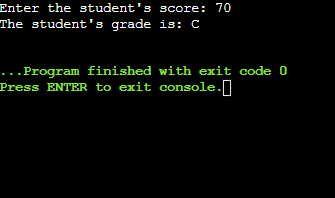 Enter the student's score: 70
The student's grade is: C
...Program finished with exit code 0
Press ENTER to exit console.